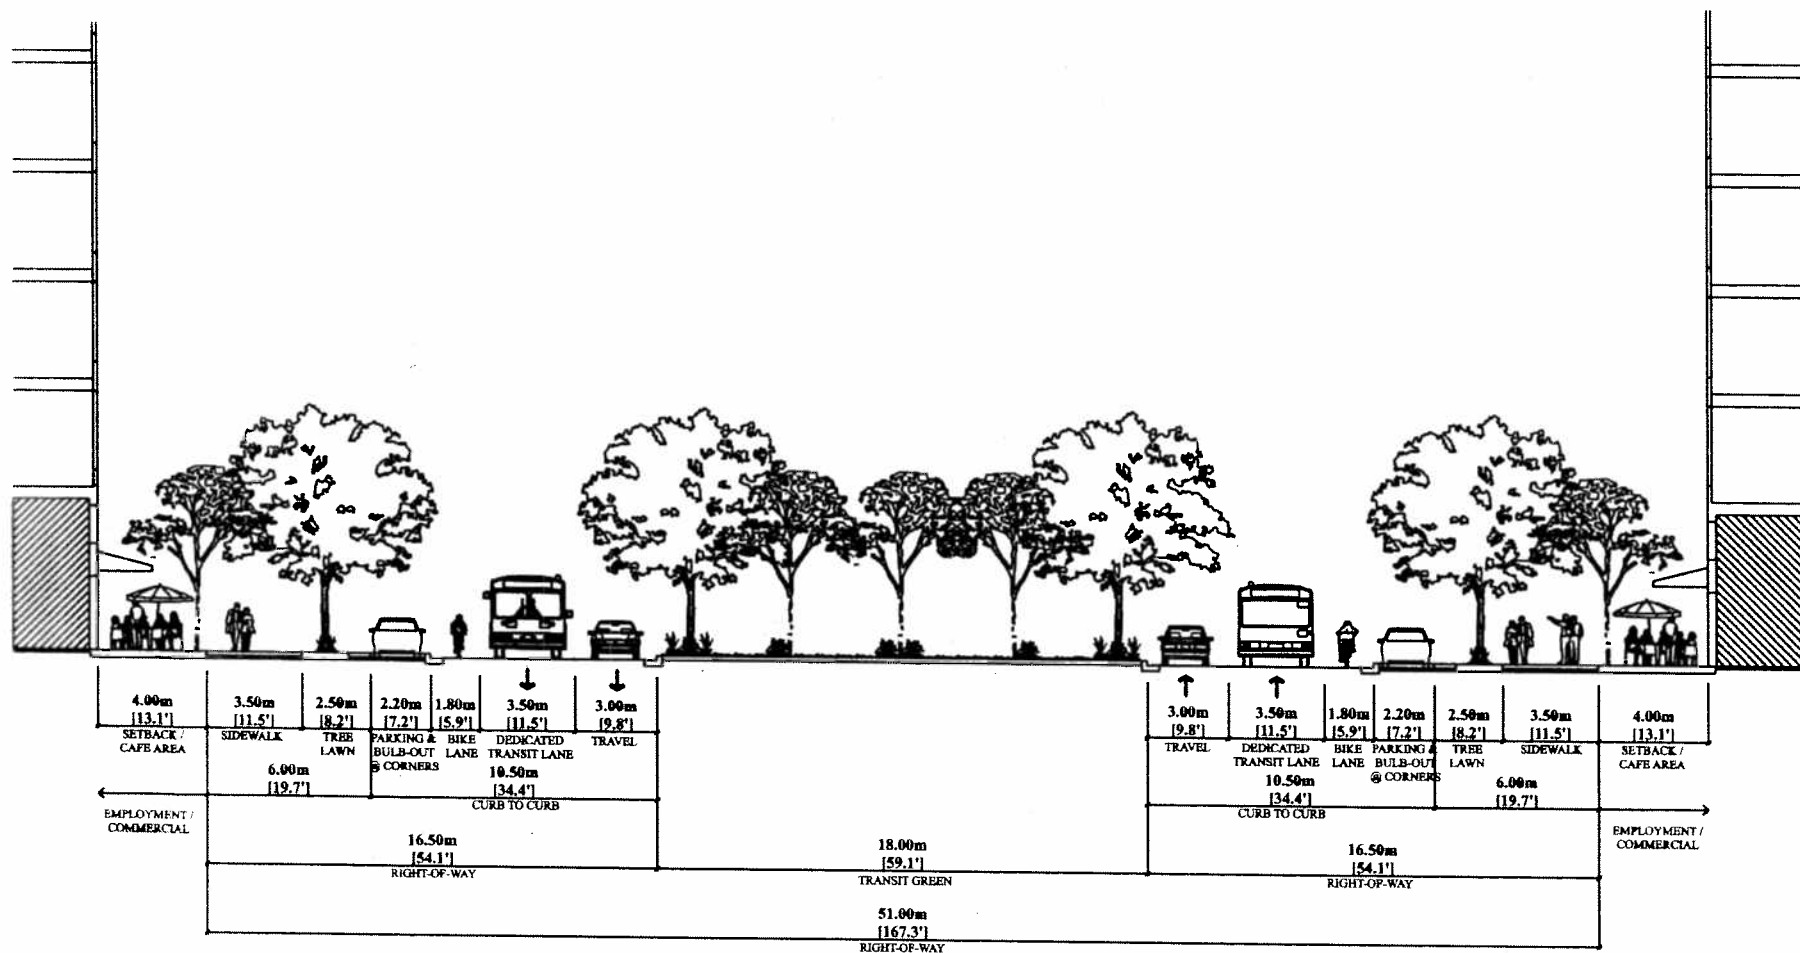 4.00m
[13.1']
SETBACK /
CAFE AREA
3.50m
[11.5']
SIDEWALK
2.50m
[8.2']
TREE
LAWN
2.20m
[7.2']
PARKING &
BULB-OUT
@ CORNERS
1.80m
[5.9']
BIKE
LANE
3.50m
[11.5']
DEDICATED
TRANSIT LANE
3.00m
[9.8']
TRAVEL
3.00m
[9.8']
TRAVEL
3.50m
[11.5']
DEDICATED
TRANSIT LANE
1.80m
[5.9']
BIKE
LANE
2.20m
[7.2']
PARKING &
BULB-OUT
@ CORNERS
2.50m
[8.2']
TREE
LAWN
3.50m
[11.5']
SIDEWALK
4.00m
[13.1']
SETBACK /
CAFE AREA
6.00m
[19.7']
10.50m
[34.4']
CURB TO CURB
10.50m
[34.4']
CURB TO CURB
6.00m
[19.7']
EMPLOYMENT /
COMMERCIAL
EMPLOYMENT /
COMMERCIAL
16.50m
[54.1']
RIGHT-OF-WAY
18.00m
[59.1']
TRANSIT GREEN
16.50m
[54.1']
RIGHT-OF-WAY
51.00m
[167.3']
RIGHT-OF-WAY